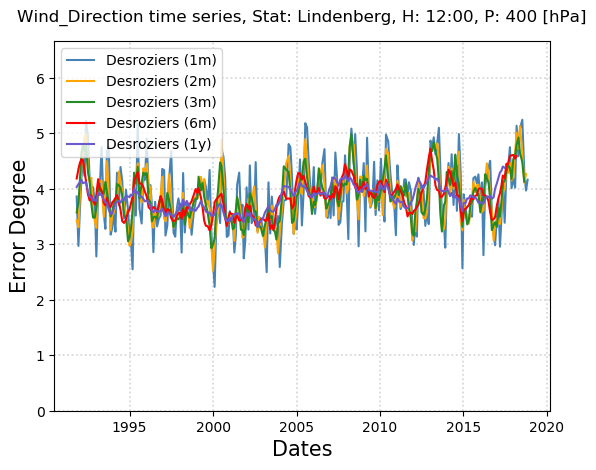 Wind_Direction time series, Stat: Lindenberg, H: 12:00, P: 400 [hPa]
Desroziers (1m)
Desroziers (2m)
Desroziers (3m)
Desroziers (6m)
Desroziers (1y)
Error Degree
6
5
4
3
2
1
0
1995 2000 2005 2010 2015 2020
Dates